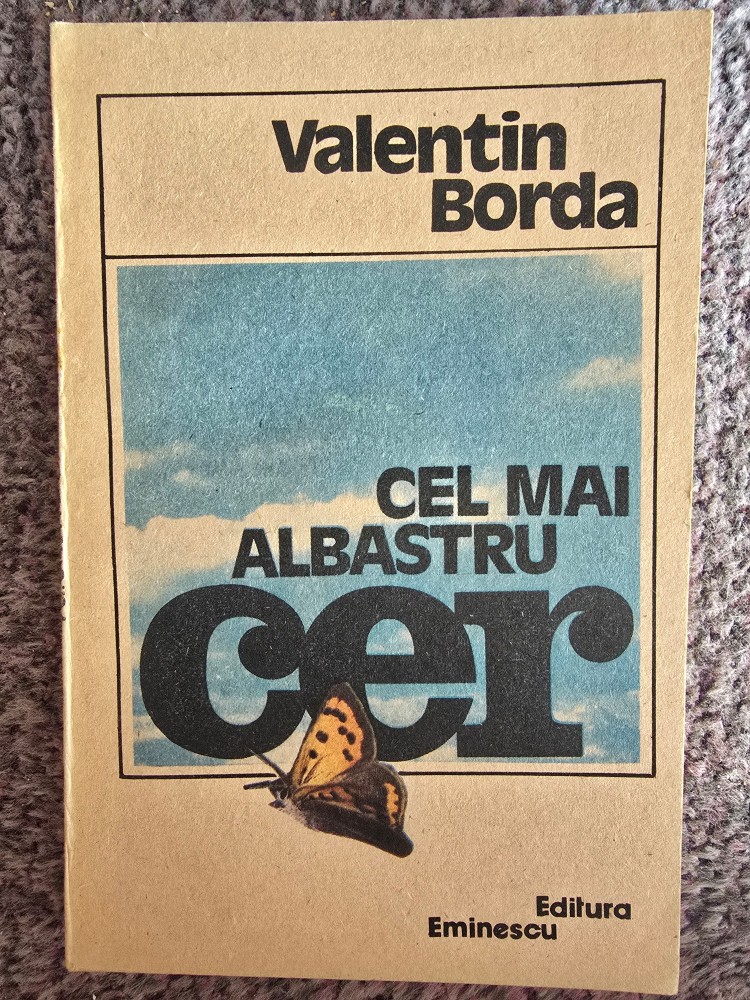 Valentin
Borda
CEL MAI
ALBASTRU
cer
Editura
Eminescu